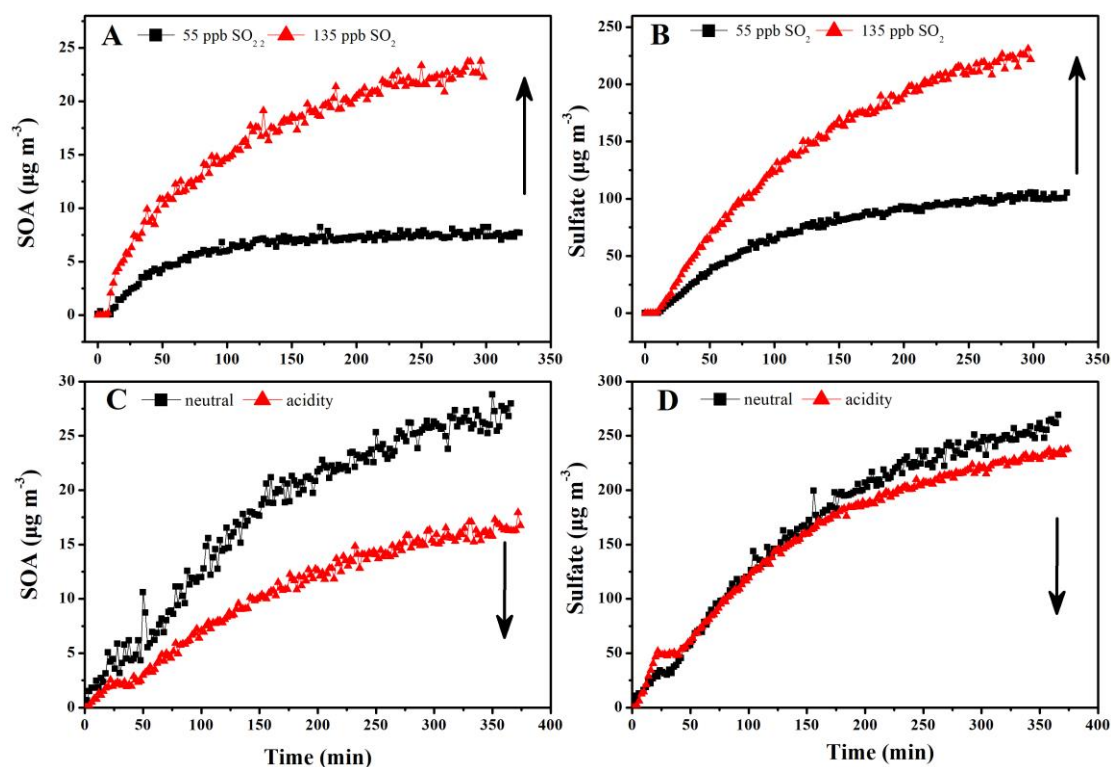 A
55 ppb SO₂ ₂ 135 ppb SO₂
SOA (µg m⁻³)
25
20
15
10
5
0
0 50 100 150 200 250 300 350
B
55 ppb SO₂ 135 ppb SO₂
Sulfate (µg m⁻³)
250
200
150
100
50
0
0 50 100 150 200 250 300 350
C
neutral acidity
SOA (µg m⁻³)
30
25
20
15
10
5
0
0 50 100 150 200 250 300 350 400
Time (min)
D
neutral acidity
Sulfate (µg m⁻³)
300
250
200
150
100
50
0
0 50 100 150 200 250 300 350 400
Time (min)